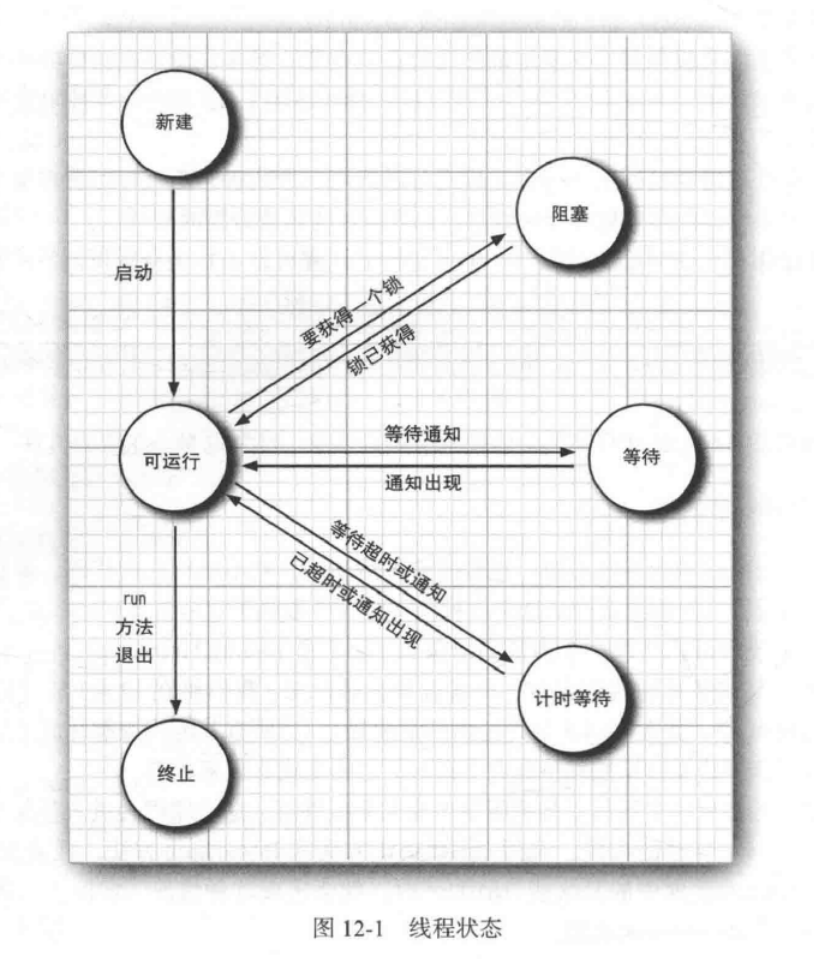 新建
阻塞
启动
要获得一个锁
锁已获得
等待通知
可运行
等待
通知出现
等待超时或通知
已超时或通知出现
run
方法
退出
计时等待
终止
图 12-1 线程状态